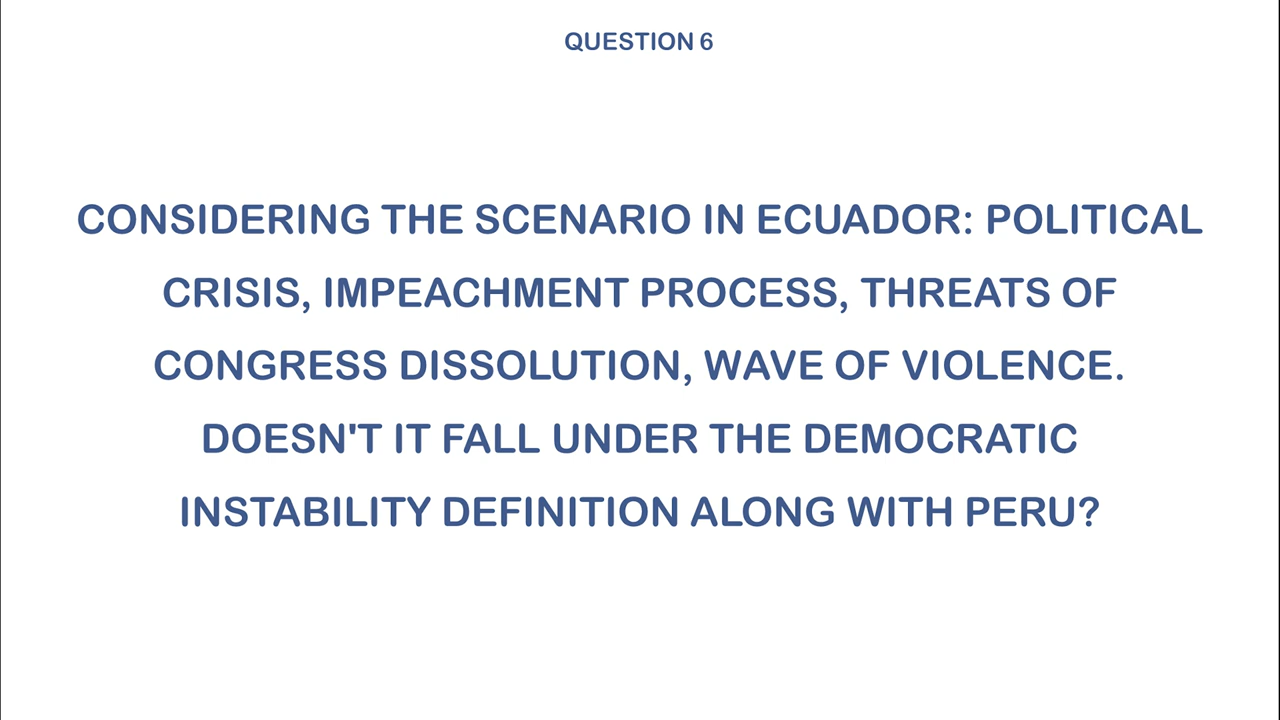 QUESTION 6
CONSIDERING THE SCENARIO IN ECUADOR: POLITICAL
CRISIS, IMPEACHMENT PROCESS, THREATS OF
CONGRESS DISSOLUTION, WAVE OF VIOLENCE.
DOESN'T IT FALL UNDER THE DEMOCRATIC
INSTABILITY DEFINITION ALONG WITH PERU?